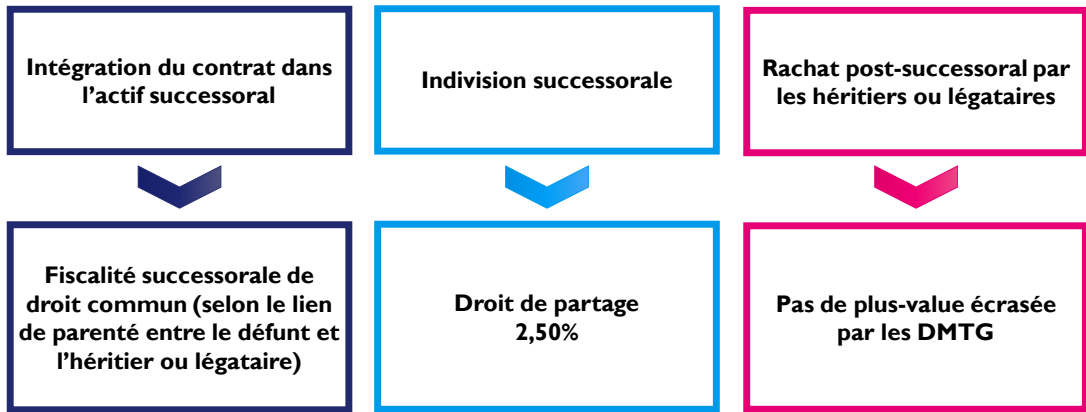 Intégration du contrat dans
l'actif successoral
Indivision successorale
Rachat post-successoral par
les héritiers ou légataires
Fiscalité successorale de
droit commun (selon le lien
de parenté entre le défunt et
l'héritier ou légataire)
Droit de partage
2,50%
Pas de plus-value écrasée
par les DMTG